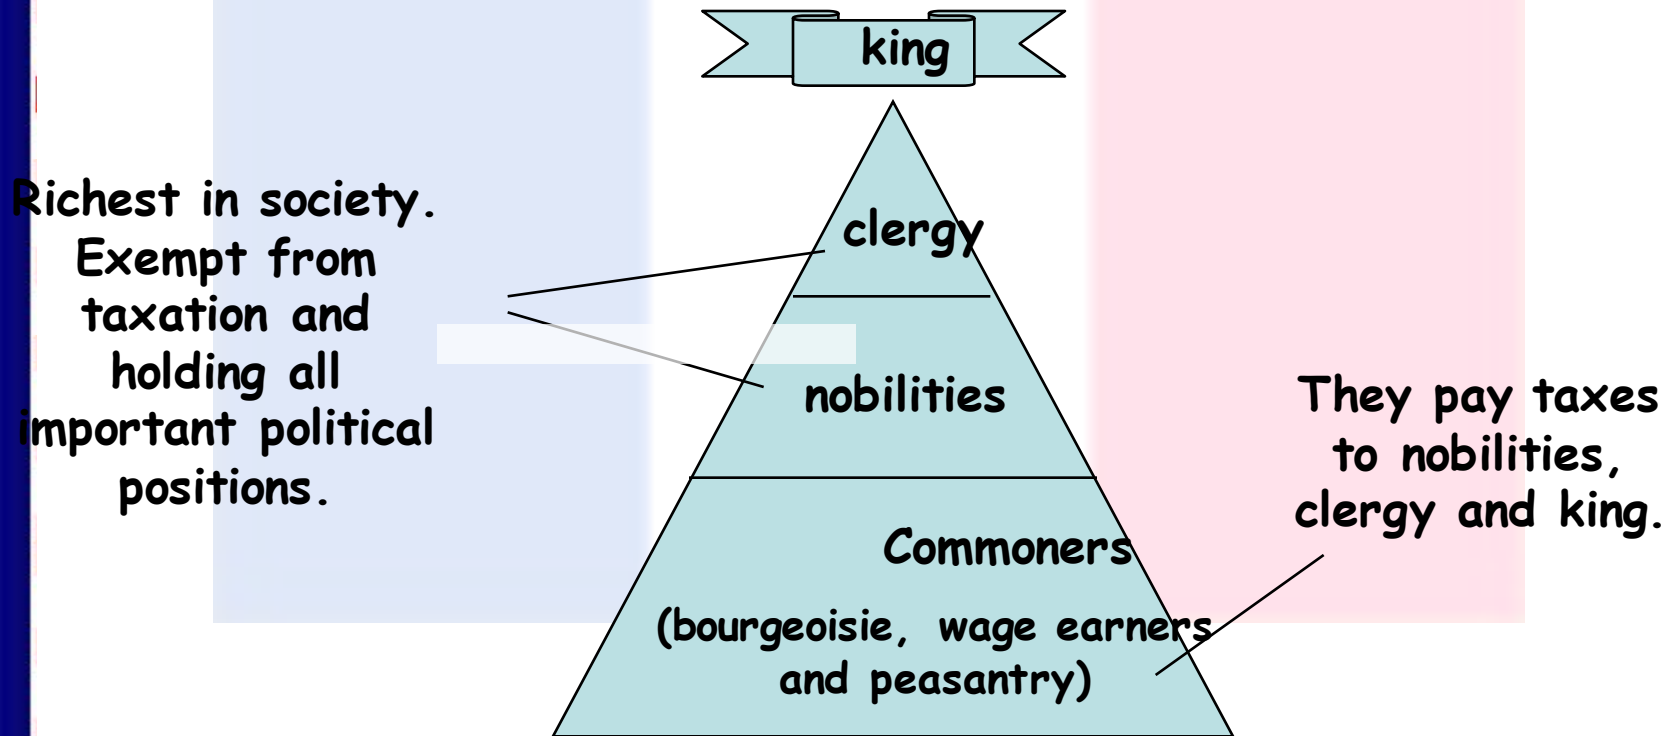 king
clergy
nobilities
Commoners
(bourgeoisie, wage earners
and peasantry)
Richest in society.
Exempt from
taxation and
holding all
important political
positions.
They pay taxes
to nobilities,
clergy and king.